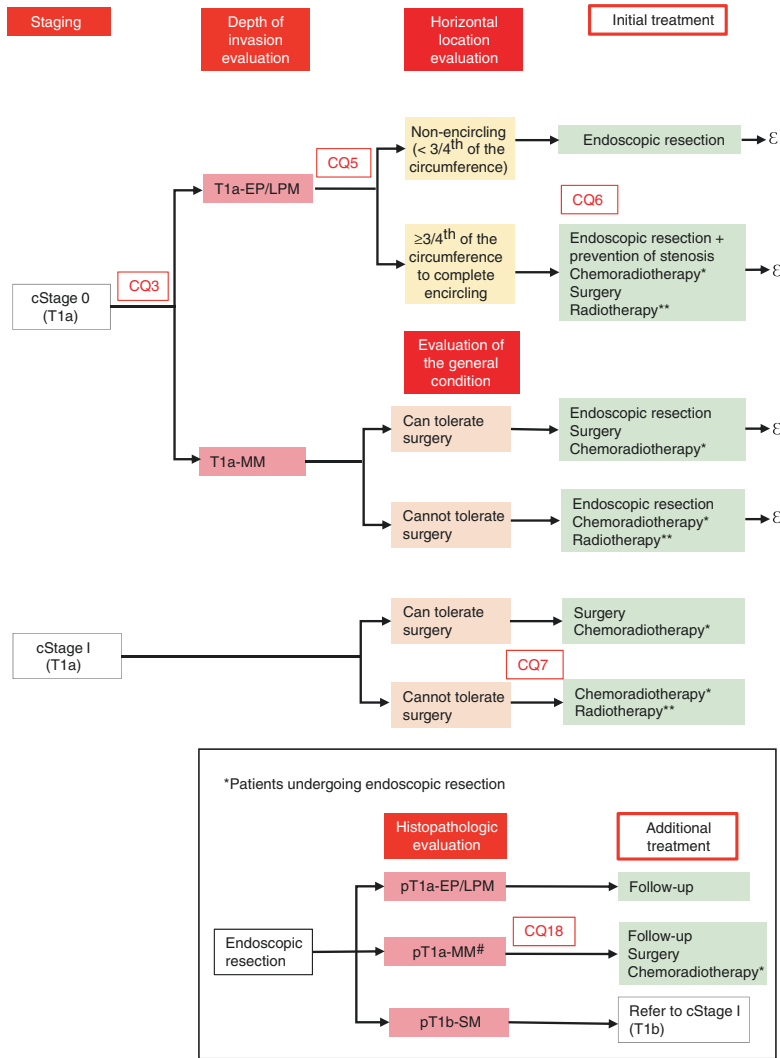 Staging
Depth of
invasion
evaluation
Horizontal
location
evaluation
Initial treatment
Non-encircling
(< 3/4th of the
circumference)
Endoscopic resection
ε
CQ5
T1a-EP/LPM
CQ6
≥3/4th of the
circumference
to complete
encircling
Endoscopic resection +
prevention of stenosis
Chemoradiotherapy*
Surgery
Radiotherapy**
ε
CQ3
cStage 0
(T1a)
Evaluation of
the general
condition
Can tolerate
surgery
Endoscopic resection
Surgery
Chemoradiotherapy*
ε
T1a-MM
Cannot tolerate
surgery
Endoscopic resection
Chemoradiotherapy*
Radiotherapy**
ε
Can tolerate
surgery
Surgery
Chemoradiotherapy*
cStage I
(T1a)
CQ7
Cannot tolerate
surgery
Chemoradiotherapy*
Radiotherapy**
*Patients undergoing endoscopic resection
Histopathologic
evaluation
Additional
treatment
pT1a-EP/LPM
Follow-up
Endoscopic
resection
pT1a-MM#
CQ18
Follow-up
Surgery
Chemoradiotherapy*
pT1b-SM
Refer to cStage I
(T1b)